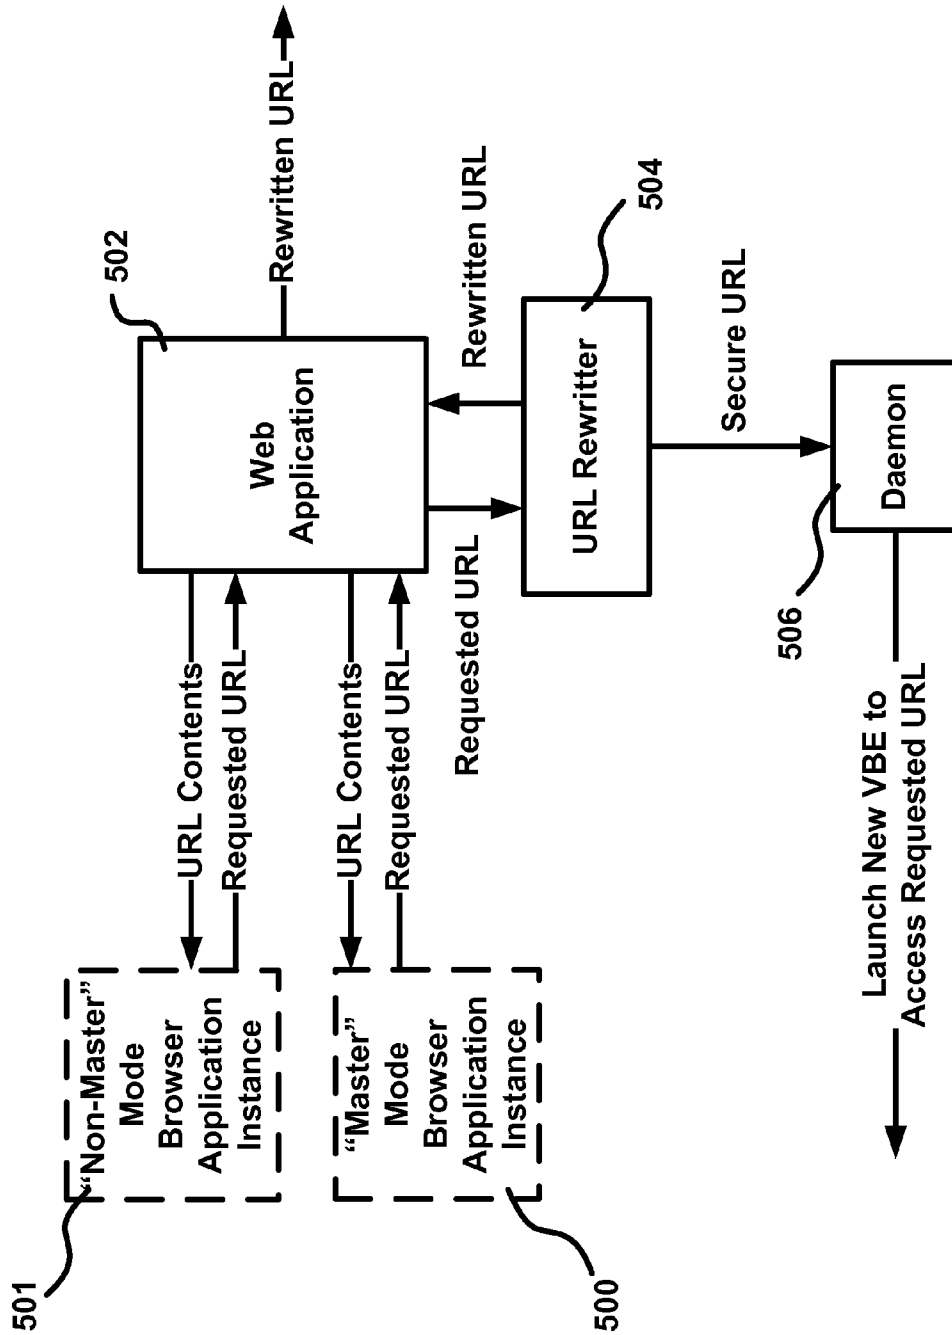 501
“Non-Master”
Mode
Browser
Application
Instance
URL Contents
Requested URL
502
Web
Application
Rewritten URL
500
“Master”
Mode
Browser
Application
Instance
URL Contents
Requested URL
Requested URL
Rewritten URL
504
URL Rewritter
Secure URL
506
Daemon
Launch New VBE to
Access Requested URL